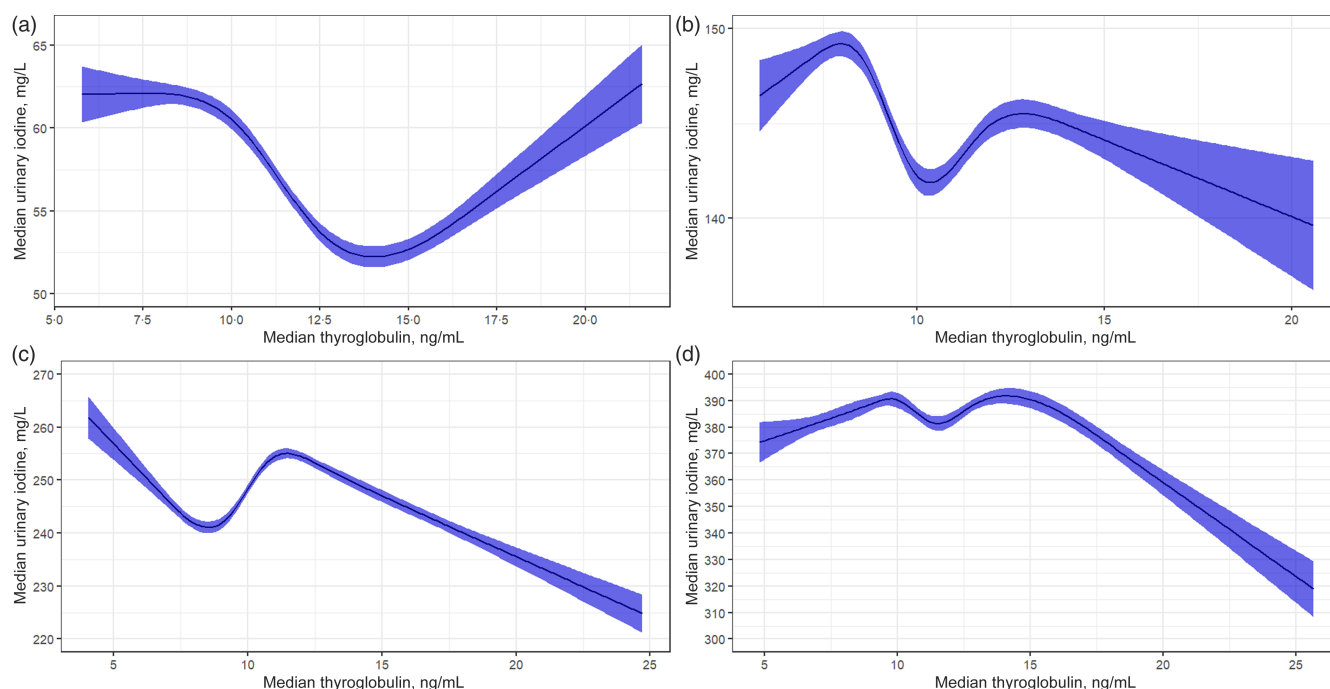 (a)
Median urinary iodine, mg/L
65
60
55
50
5·0 7·5 10·0 12·5 15·0 17·5 20·0
Median thyroglobulin, ng/mL
(b)
Median urinary iodine, mg/L
150
140
10 15 20
Median thyroglobulin, ng/mL
(c)
Median urinary iodine, mg/L
270
260
250
240
230
220
5 10 15 20 25
Median thyroglobulin, ng/mL
(d)
Median urinary iodine, mg/L
400
390
380
370
360
350
340
330
320
310
300
5 10 15 20 25
Median thyroglobulin, ng/mL